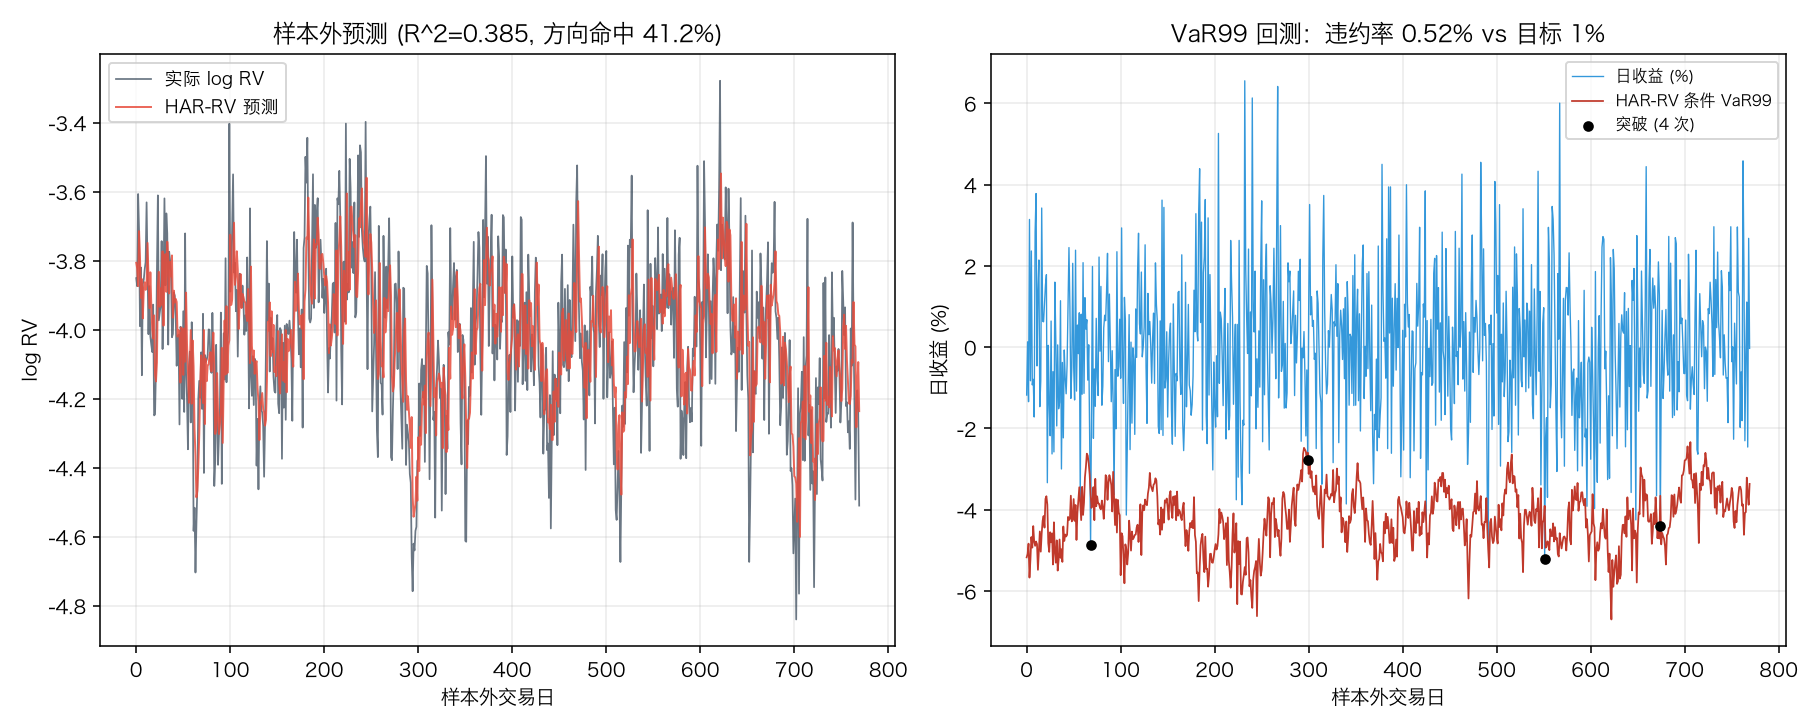 样本外预测 (R^2=0.385, 方向命中 41.2%)
实际 log RV
HAR-RV 预测
log RV
-3.4
-3.6
-3.8
-4.0
-4.2
-4.4
-4.6
-4.8
0 100 200 300 400 500 600 700 800
样本外交易日
VaR99 回测：违约率 0.52% vs 目标 1%
日收益 (%)
HAR-RV 条件 VaR99
突破 (4 次)
日收益 (%)
6
4
2
0
-2
-4
-6
0 100 200 300 400 500 600 700 800
样本外交易日